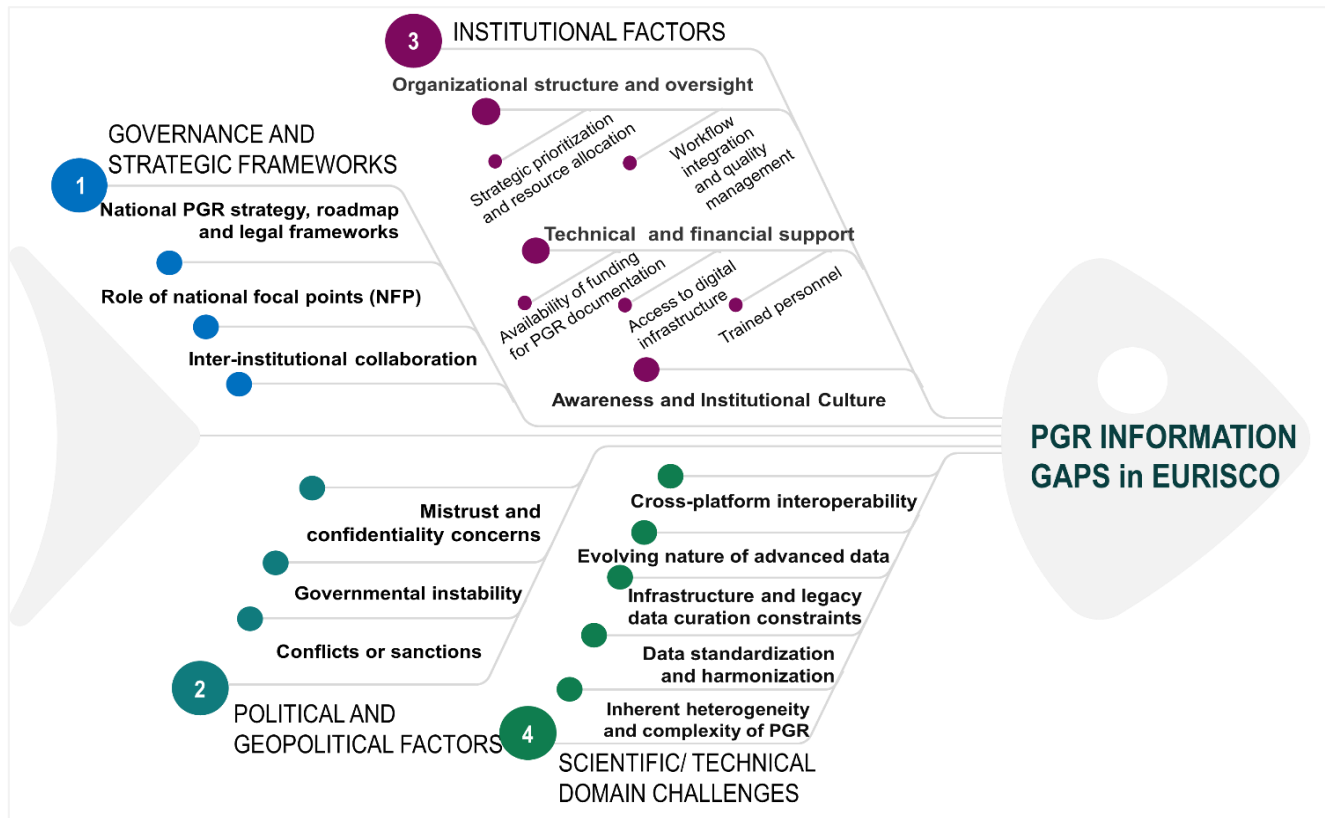 3
INSTITUTIONAL FACTORS
Organizational structure and oversight
Strategic prioritization
and resource allocation
Workflow
integration
and quality
management
Technical and financial support
Availability of funding
for PGR documentation
Access to digital
infrastructure
Trained personnel
Awareness and Institutional Culture
GOVERNANCE AND
STRATEGIC FRAMEWORKS
1
National PGR strategy, roadmap
and legal frameworks
Role of national focal points (NFP)
Inter-institutional collaboration
PGR INFORMATION
GAPS in EURISCO
Mistrust and
confidentiality concerns
Governmental instability
Conflicts or sanctions
2
POLITICAL AND
GEOPOLITICAL FACTORS
Cross-platform interoperability
Evolving nature of advanced data
Infrastructure and legacy
data curation constraints
Data standardization
and harmonization
Inherent heterogeneity
and complexity of PGR
4
SCIENTIFIC/ TECHNICAL
DOMAIN CHALLENGES